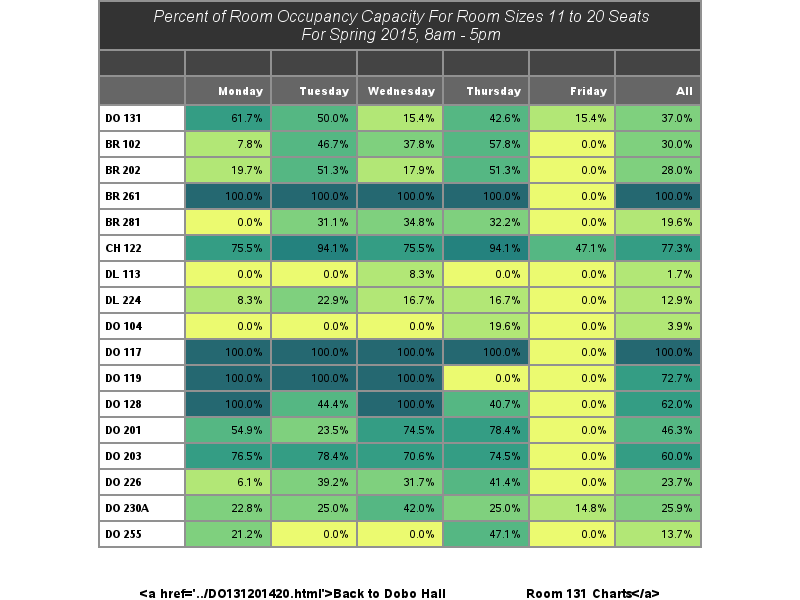 Percent of Room Occupancy Capacity For Room Sizes 11 to 20 Seats
For Spring 2015, 8am - 5pm
Monday Tuesday Wednesday Thursday Friday All
DO 131 61.7% 50.0% 15.4% 42.6% 15.4% 37.0%
BR 102 7.8% 46.7% 37.8% 57.8% 0.0% 30.0%
BR 202 19.7% 51.3% 17.9% 51.3% 0.0% 28.0%
BR 261 100.0% 100.0% 100.0% 100.0% 0.0% 100.0%
BR 281 0.0% 31.1% 34.8% 32.2% 0.0% 19.6%
CH 122 75.5% 94.1% 75.5% 94.1% 47.1% 77.3%
DL 113 0.0% 0.0% 8.3% 0.0% 0.0% 1.7%
DL 224 8.3% 22.9% 16.7% 16.7% 0.0% 12.9%
DO 104 0.0% 0.0% 0.0% 19.6% 0.0% 3.9%
DO 117 100.0% 100.0% 100.0% 100.0% 0.0% 100.0%
DO 119 100.0% 100.0% 100.0% 0.0% 0.0% 72.7%
DO 128 100.0% 44.4% 100.0% 40.7% 0.0% 62.0%
DO 201 54.9% 23.5% 74.5% 78.4% 0.0% 46.3%
DO 203 76.5% 78.4% 70.6% 74.5% 0.0% 60.0%
DO 226 6.1% 39.2% 31.7% 41.4% 0.0% 23.7%
DO 230A 22.8% 25.0% 42.0% 25.0% 14.8% 25.9%
DO 255 21.2% 0.0% 0.0% 47.1% 0.0% 13.7%
<a href='../DO131201420.html'>Back to Dobo Hall Room 131 Charts</a>